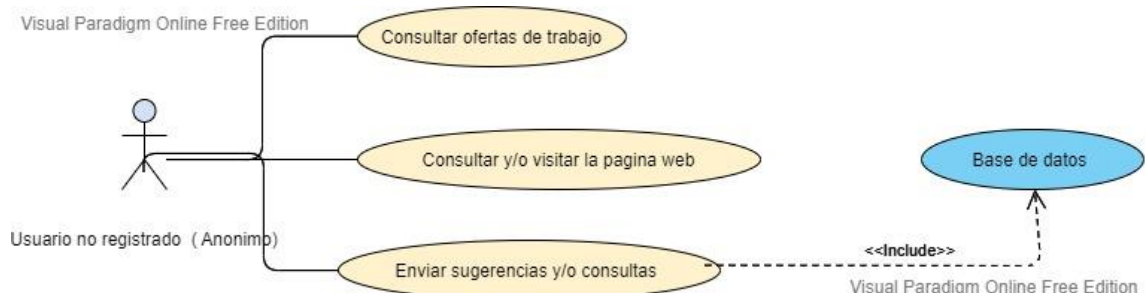 Visual Paradigm Online Free Edition
Consultar ofertas de trabajo
Consultar y/o visitar la pagina web
Base de datos
Usuario no registrado ( Anonimo)
<<Include>>
Enviar sugerencias y/o consultas
Visual Paradigm Online Free Edition